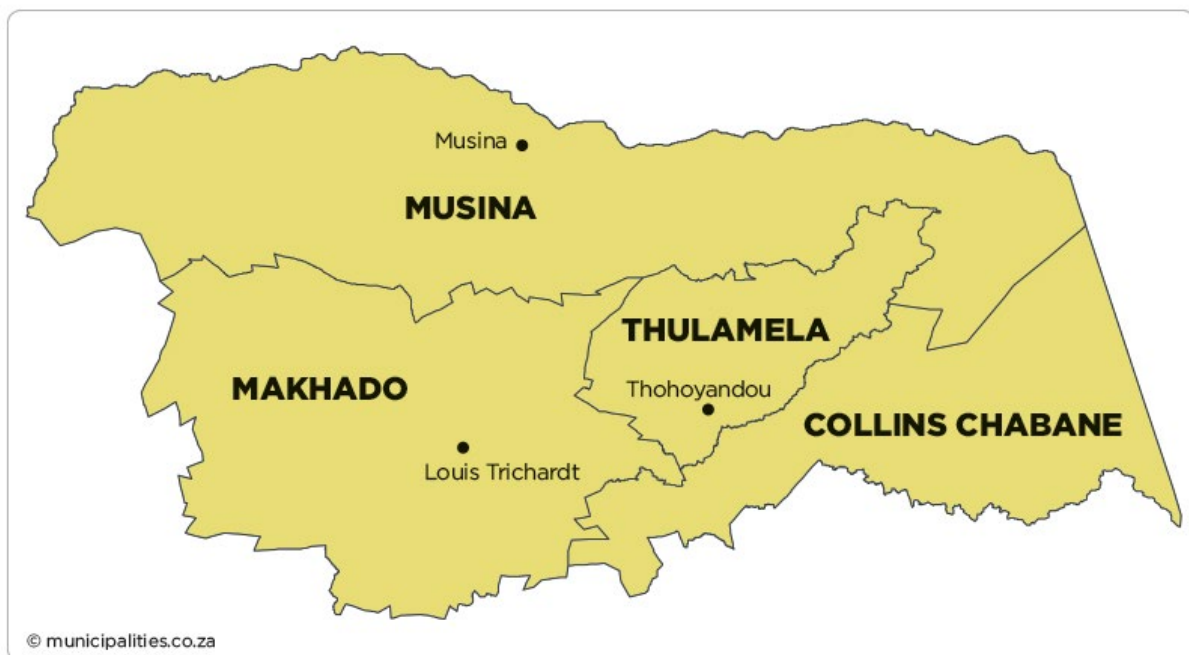 Musina
MUSINA
THULAMELA
MAKHADO
Thohoyandou
COLLINS CHABANE
Louis Trichardt
© municipalities.co.za